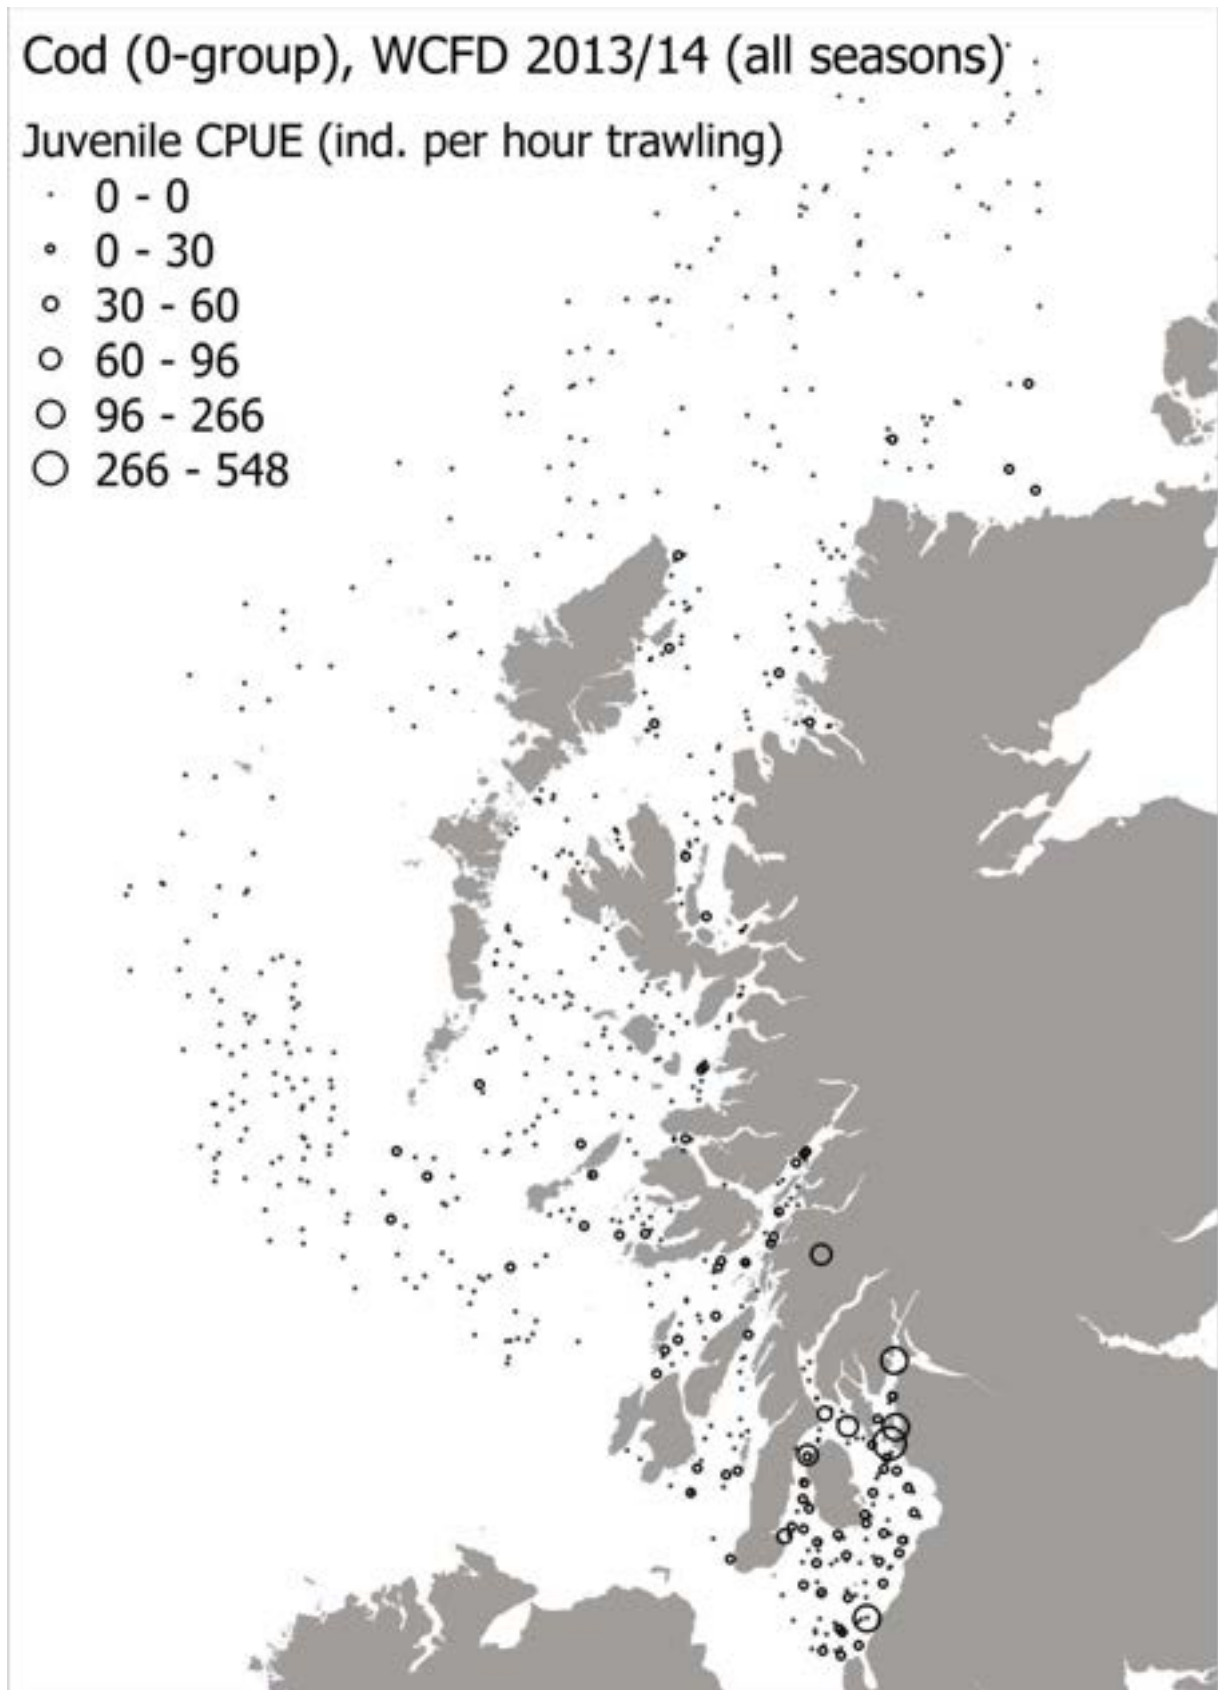 Cod (0-group), WCFD 2013/14 (all seasons)
Juvenile CPUE (ind. per hour trawling)
0 - 0
0 - 30
30 - 60
60 - 96
96 - 266
266 - 548